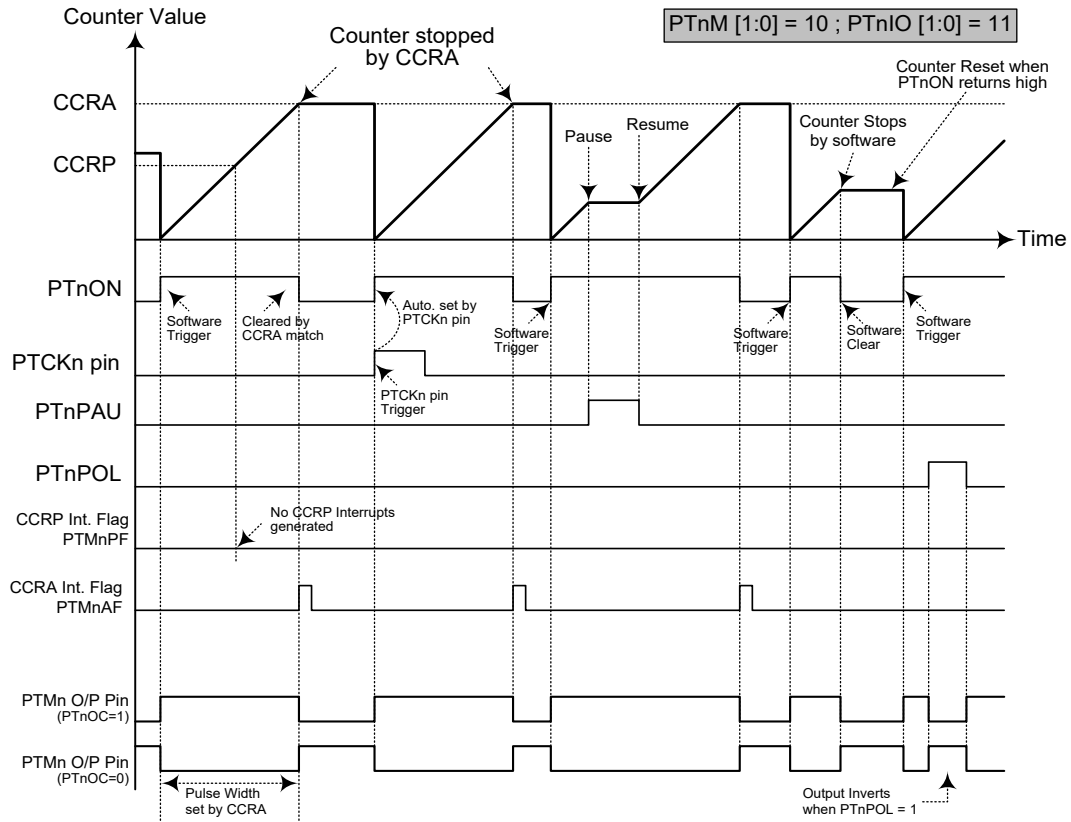 Counter Value
PTnM [1:0] = 10 ; PTnIO [1:0] = 11
Counter stopped
by CCRA
Counter Reset when
PTnON returns high
CCRA
Pause
Resume
Counter Stops
by software
CCRP
Time
PTnON
Software
Trigger
Cleared by
CCRA match
Auto. set by
PTCKn pin
Software
Trigger
Software
Trigger
Software
Clear
Software
Trigger
PTCKn pin
PTCKn pin
Trigger
PTnPAU
PTnPOL
CCRP Int. Flag
PTMnPF
No CCRP Interrupts
generated
CCRA Int. Flag
PTMnAF
PTMn O/P Pin
(PTnOC=1)
PTMn O/P Pin
(PTnOC=0)
Pulse Width
set by CCRA
Output Inverts
when PTnPOL = 1